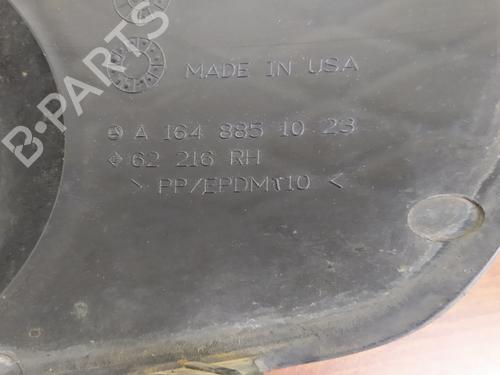 B-PARTS
MADE IN USA
A 164 885 10 23
62 216 RH
> PP/EPDM T10 <